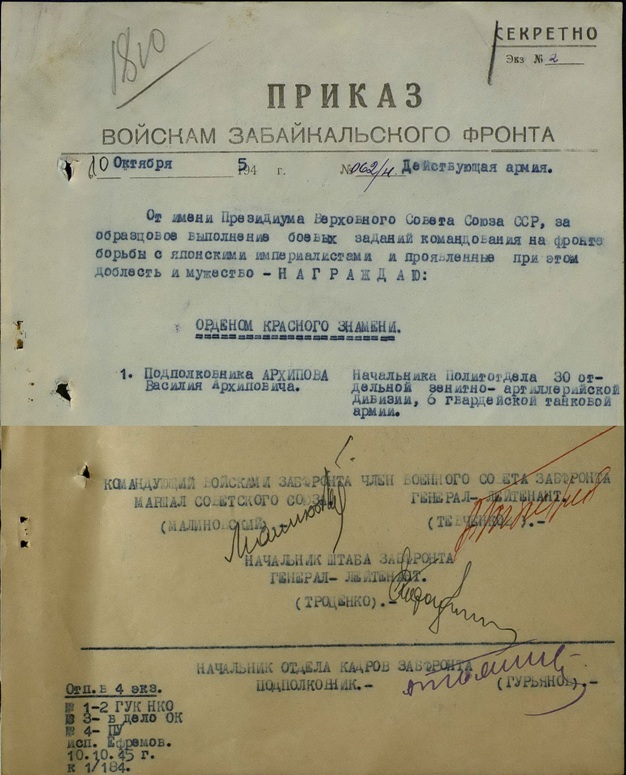 1810
СЕКРЕТНО
Экз № 2
ПРИКАЗ
ВОЙСКАМ ЗАБАЙКАЛЬСКОГО ФРОНТА
10 Октября 1945 г. № 062/н Действующая армия.
От имени Президиума Верховного Совета Союза ССР, за
образцовое выполнение боевых заданий командования на фронте
борьбы с японскими империалистами и проявленные при этом
доблесть и мужество - НАГРАЖДАЮ:
ОРДЕНОМ КРАСНОГО ЗНАМЕНИ.
1. Подполковника АРХИПОВА Начальника Политотдела 30 от-
Василия Архиповича. дельной зенитно- артиллерийской
Дивизии, 6 гвардейской танковой
армии.
КОМАНДУЮЩИЙ ВОЙСКАМИ ЗАБФРОНТА ЧЛЕН ВОЕННОГО СОВЕТА ЗАБФРОНТА
МАРШАЛ СОВЕТСКОГО СОЮЗА ГЕНЕРАЛ- ЛЕЙТЕНАНТ
(МАЛИНОВСКИЙ) (ТЕВЧЕНКОВ).-
НАЧАЛЬНИК ШТАБА ЗАБФРОНТА
ГЕНЕРАЛ- ЛЕЙТЕНАНТ.
(ТРОЦЕНКО).-
НАЧАЛЬНИК ОТДЕЛА КАДРОВ ЗАБФРОНТА
ПОДПОЛКОВНИК.- (ГУРЬЯНОВ).-
Отп.в 4 экз.
№ 1-2 ГУК НКО
№ 3- в дело ОК
№ 4- ПУ
исп. Ефремов.
10.10.45 г.
к 1/184.